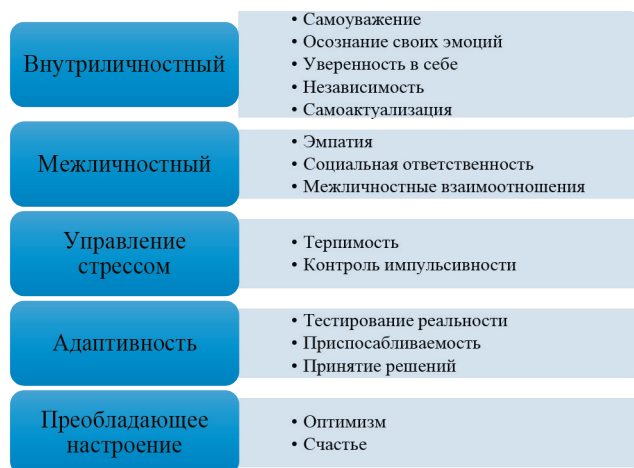 Внутриличностный
• Самоуважение
• Осознание своих эмоций
• Уверенность в себе
• Независимость
• Самоактуализация
Межличностный
• Эмпатия
• Социальная ответственность
• Межличностные взаимоотношения
Управление
стрессом
• Терпимость
• Контроль импульсивности
Адаптивность
• Тестирование реальности
• Приспосабливаемость
• Принятие решений
Преобладающее
настроение
• Оптимизм
• Счастье